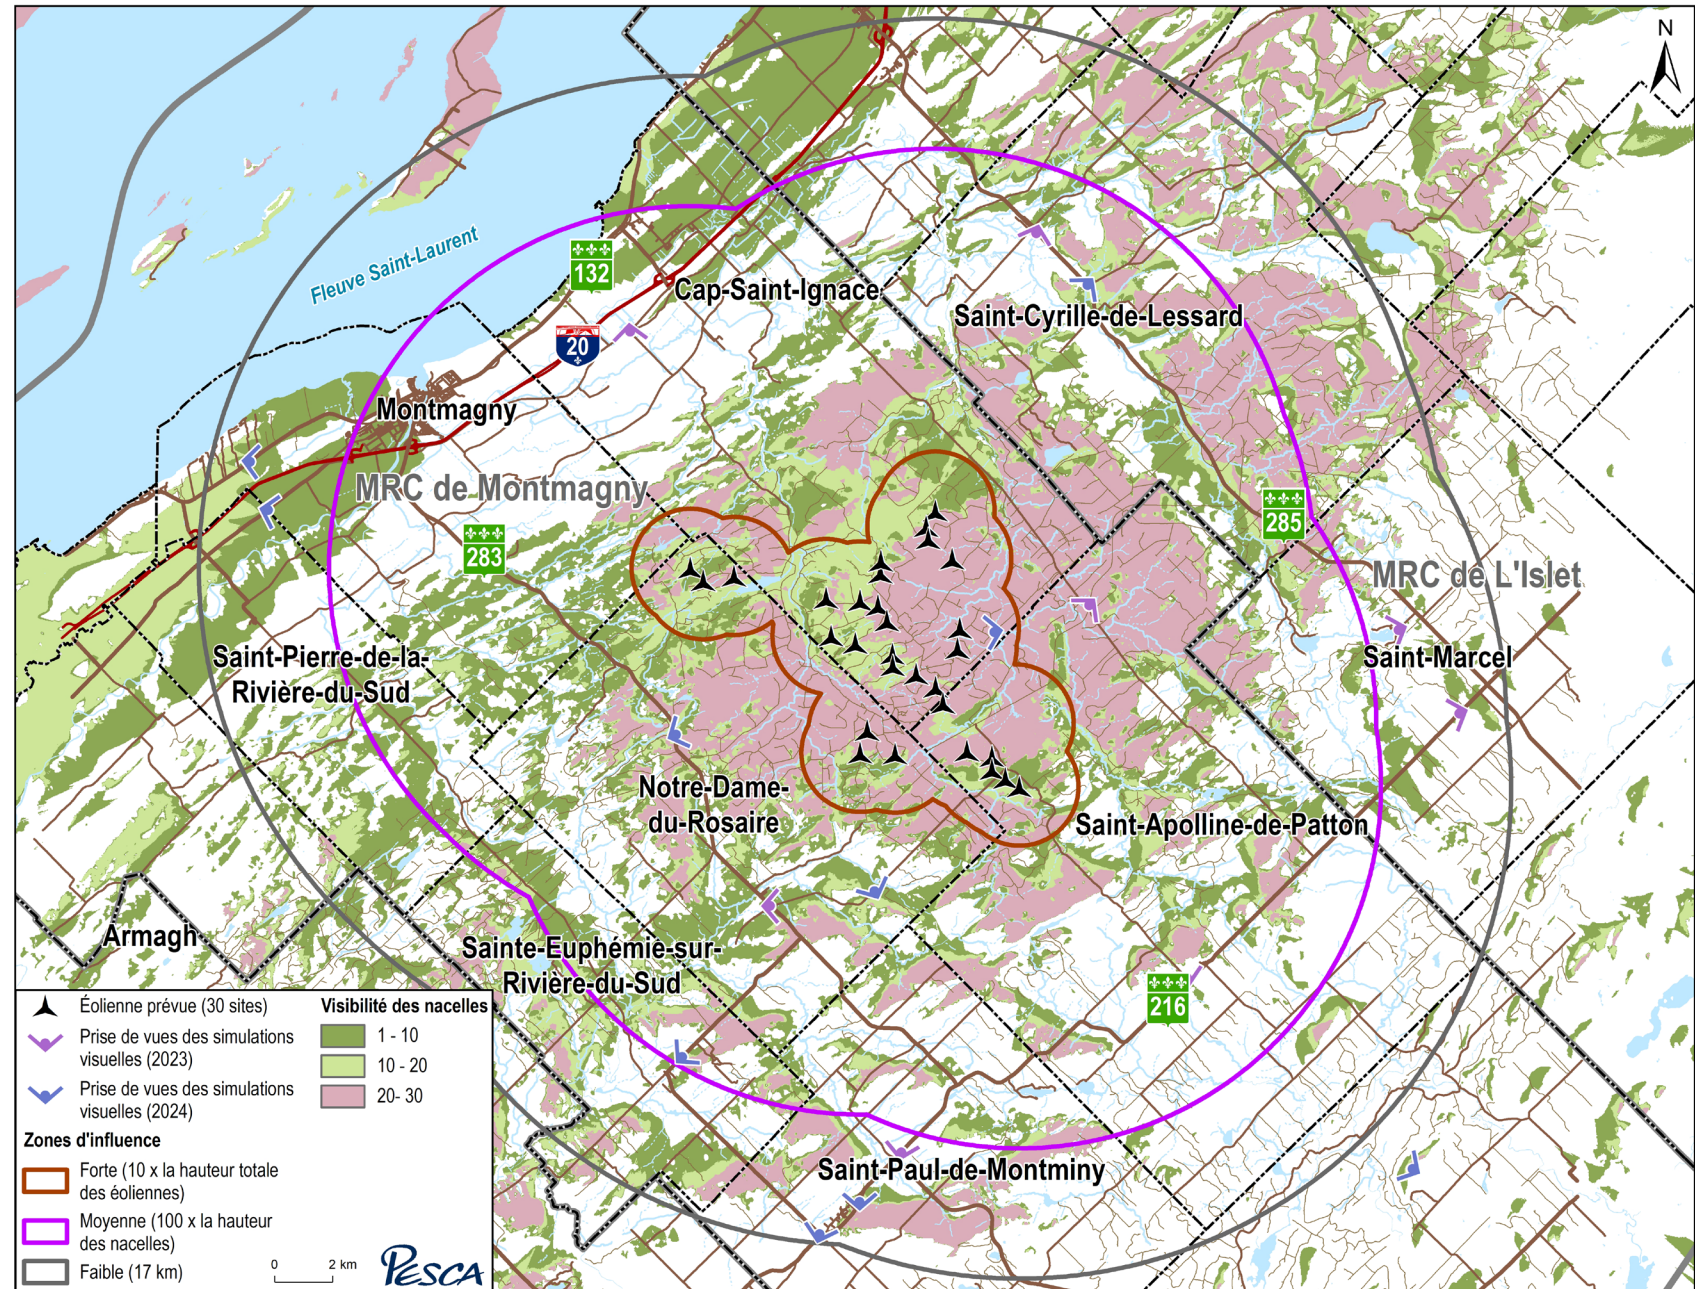 N
Fleuve Saint-Laurent
132
Cap-Saint-Ignace
20
Saint-Cyrille-de-Lessard
Montmagny
MRC de Montmagny
283
285
MRC de L'Islet
Saint-Pierre-de-la-
Rivière-du-Sud
Saint-Marcel
Notre-Dame-
du-Rosaire
Saint-Apolline-de-Patton
Armagh
Sainte-Euphémie-sur-
Rivière-du-Sud
216
Saint-Paul-de-Montminy
Éolienne prévue (30 sites)
Prise de vues des simulations
visuelles (2023)
Prise de vues des simulations
visuelles (2024)
Zones d'influence
Forte (10 x la hauteur totale
des éoliennes)
Moyenne (100 x la hauteur
des nacelles)
Faible (17 km)
Visibilité des nacelles
1 - 10
10 - 20
20- 30
0 2 km
PESCA